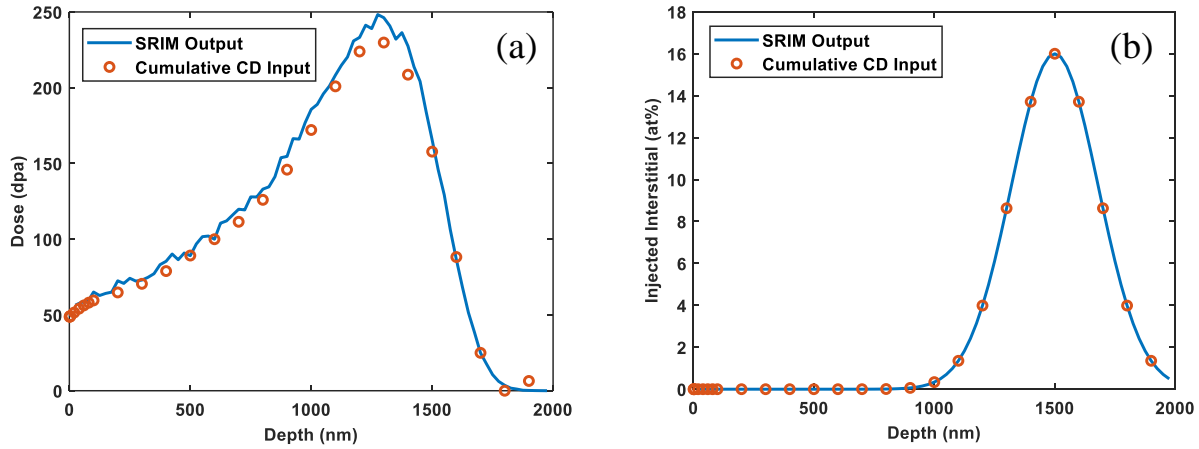 250
200
150
100
50
0
Dose (dpa)
SRIM Output
Cumulative CD Input
(a)
0
500
1000
1500
2000
Depth (nm)
18
16
14
12
10
8
6
4
2
0
Injected Interstitial (at%)
SRIM Output
Cumulative CD Input
(b)
0
500
1000
1500
2000
Depth (nm)